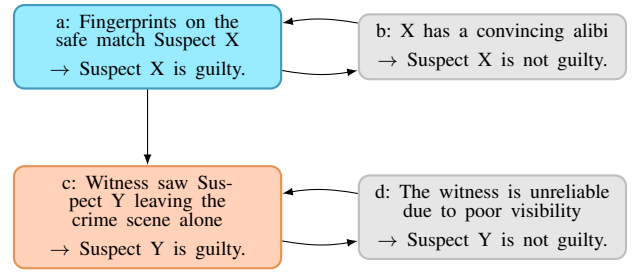 a: Fingerprints on the
safe match Suspect X
→ Suspect X is guilty.
b: X has a convincing alibi
→ Suspect X is not guilty.
c: Witness saw Sus-
pect Y leaving the
crime scene alone
→ Suspect Y is guilty.
d: The witness is unreliable
due to poor visibility
→ Suspect Y is not guilty.